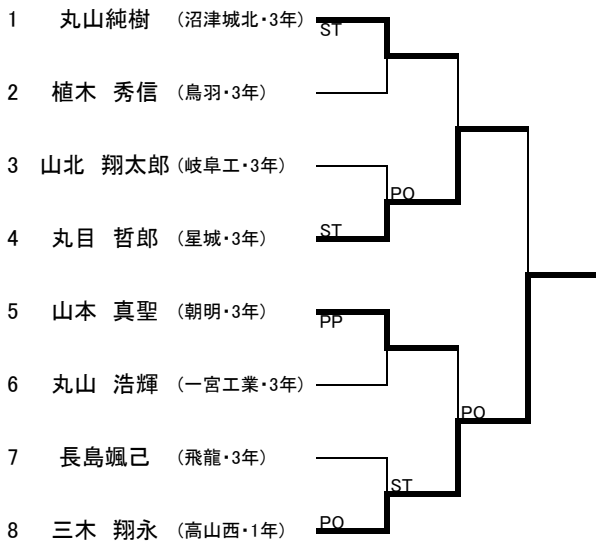 1 丸山純樹 (沼津城北・3年)
ST
2 植木 秀信 (鳥羽・3年)
3 山北 翔太郎 (岐阜工・3年)
PO
4 丸目 哲郎 (星城・3年)
ST
5 山本 真聖 (朝明・3年)
PP
6 丸山 浩輝 (一宮工業・3年)
PO
7 長島颯己 (飛龍・3年)
ST
8 三木 翔永 (高山西・1年)
PO